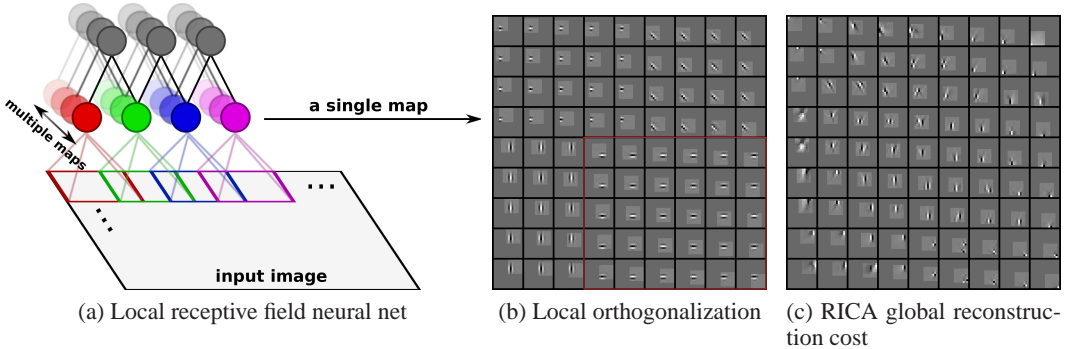 multiple maps
a single map
...
...
input image
(a) Local receptive field neural net
(b) Local orthogonalization
(c) RICA global reconstruc-
tion cost